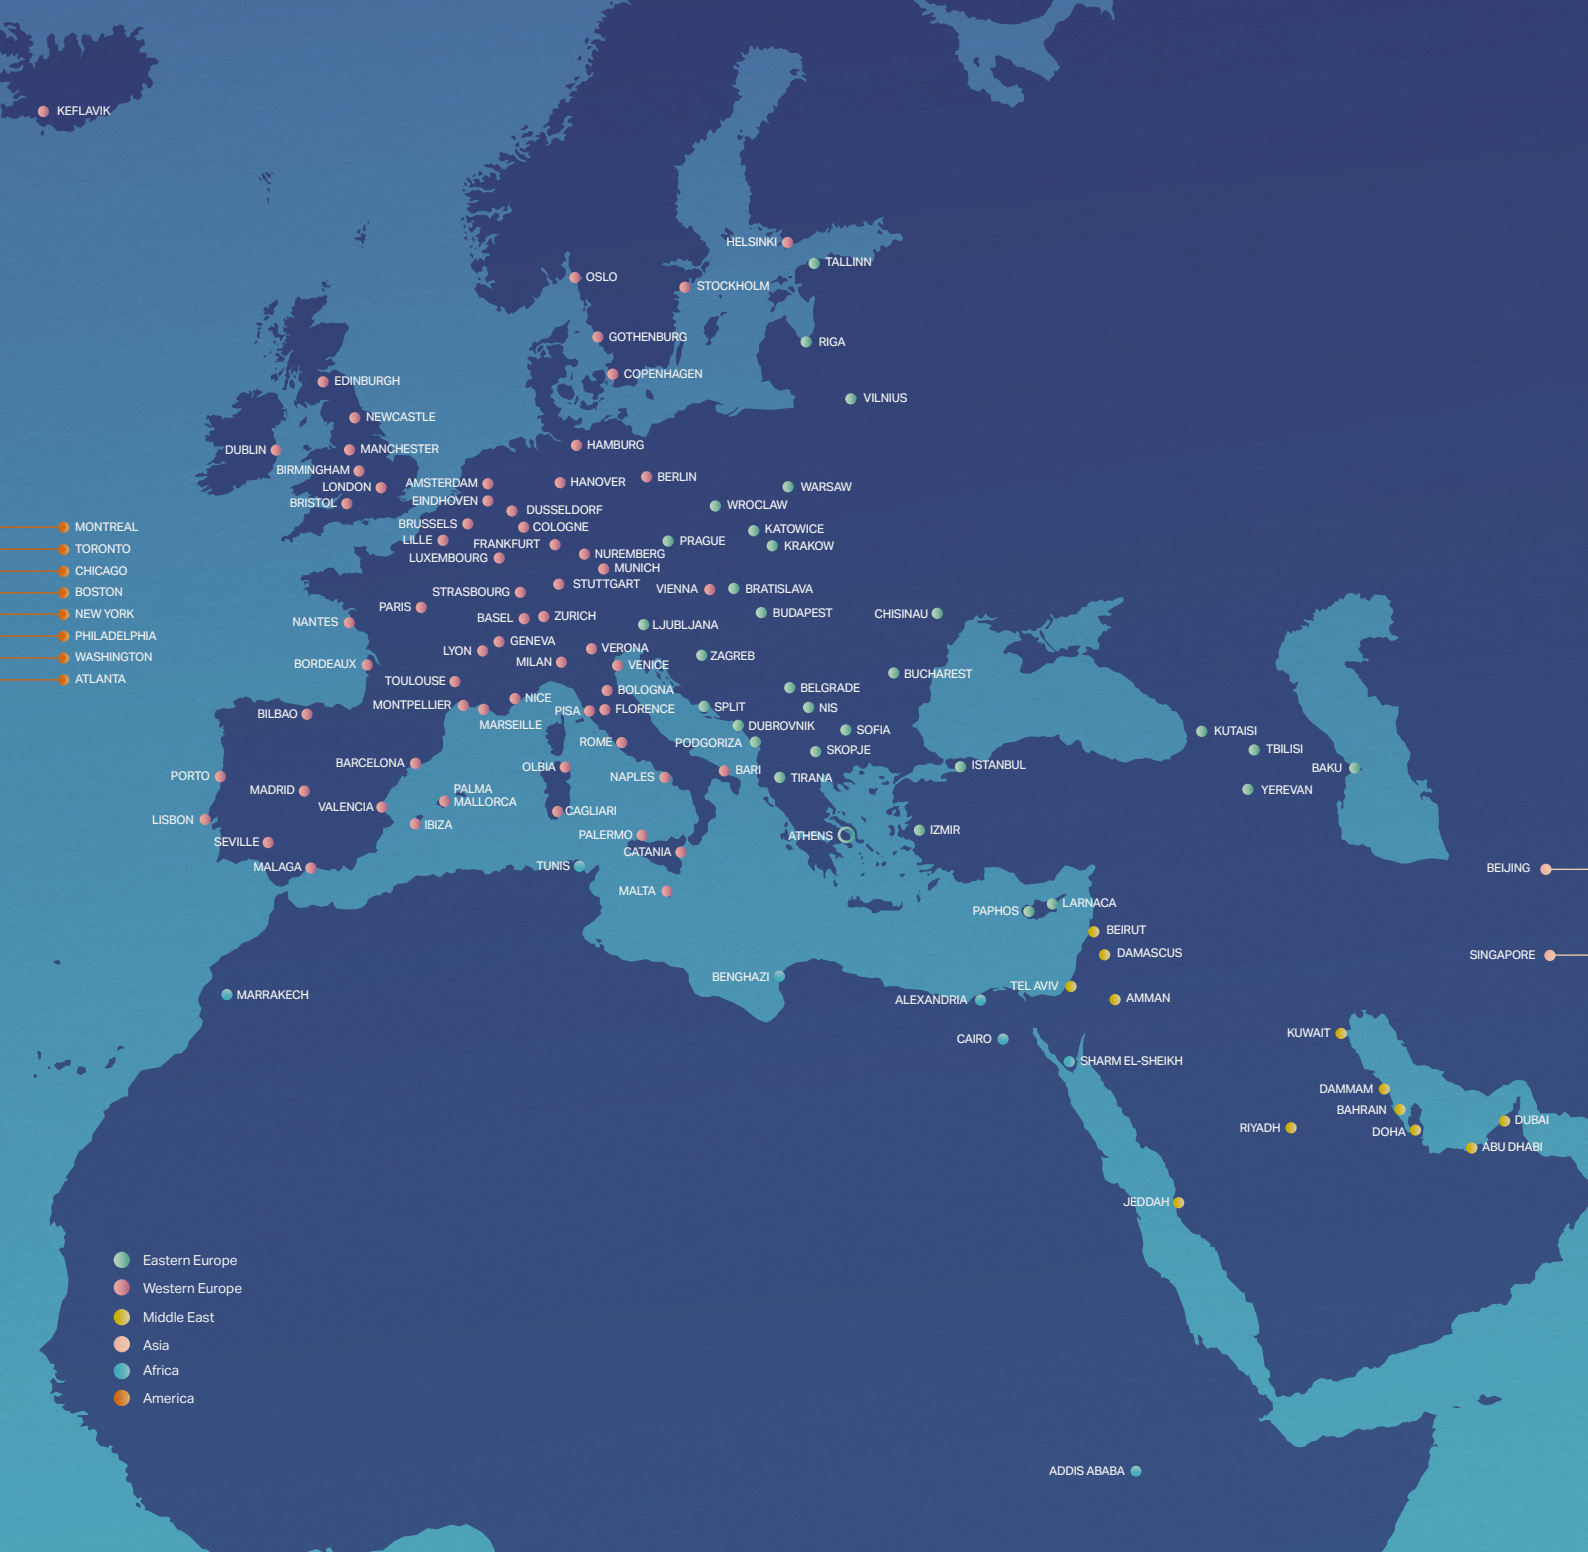 KEFLAVIK
HELSINKI
TALLINN
OSLO
STOCKHOLM
GOTHENBURG
RIGA
COPENHAGEN
EDINBURGH
VILNIUS
NEWCASTLE
HAMBURG
DUBLIN
MANCHESTER
BIRMINGHAM
BERLIN
LONDON
AMSTERDAM
HANOVER
WARSAW
BRISTOL
EINDHOVEN
WROCLAW
DUSSELDORF
BRUSSELS
COLOGNE
KATOWICE
MONTREAL
LILLE
FRANKFURT
PRAGUE
KRAKOW
TORONTO
LUXEMBOURG
NUREMBERG
CHICAGO
MUNICH
STUTTGART
BOSTON
STRASBOURG
VIENNA
BRATISLAVA
PARIS
NEW YORK
BASEL
ZURICH
BUDAPEST
CHISINAU
NANTES
LJUBLJANA
PHILADELPHIA
GENEVA
LYON
VERONA
WASHINGTON
ZAGREB
BORDEAUX
MILAN
VENICE
ATLANTA
TOULOUSE
BUCHAREST
BOLOGNA
BELGRADE
MONTPELLIER
NICE
BILBAO
PISA
FLORENCE
SPLIT
NIS
MARSEILLE
DUBROVNIK
SOFIA
KUTAISI
ROME
PODGORIZA
SKOPJE
TBILISI
BARCELONA
OLBIA
BARI
ISTANBUL
BAKU
PORTO
NAPLES
TIRANA
MADRID
PALMA
MALLORCA
YEREVAN
VALENCIA
CAGLIARI
LISBON
IBIZA
PALERMO
ATHENS
IZMIR
SEVILLE
CATANIA
MALAGA
TUNIS
BEIJING
MALTA
PAPHOS
LARNACA
BEIRUT
DAMASCUS
SINGAPORE
BENGHAZI
TEL AVIV
MARRAKECH
ALEXANDRIA
AMMAN
CAIRO
KUWAIT
SHARM EL-SHEIKH
DAMMAM
BAHRAIN
RIYADH
DOHA
DUBAI
ABU DHABI
JEDDAH
Eastern Europe
Western Europe
Middle East
Asia
Africa
America
ADDIS ABABA